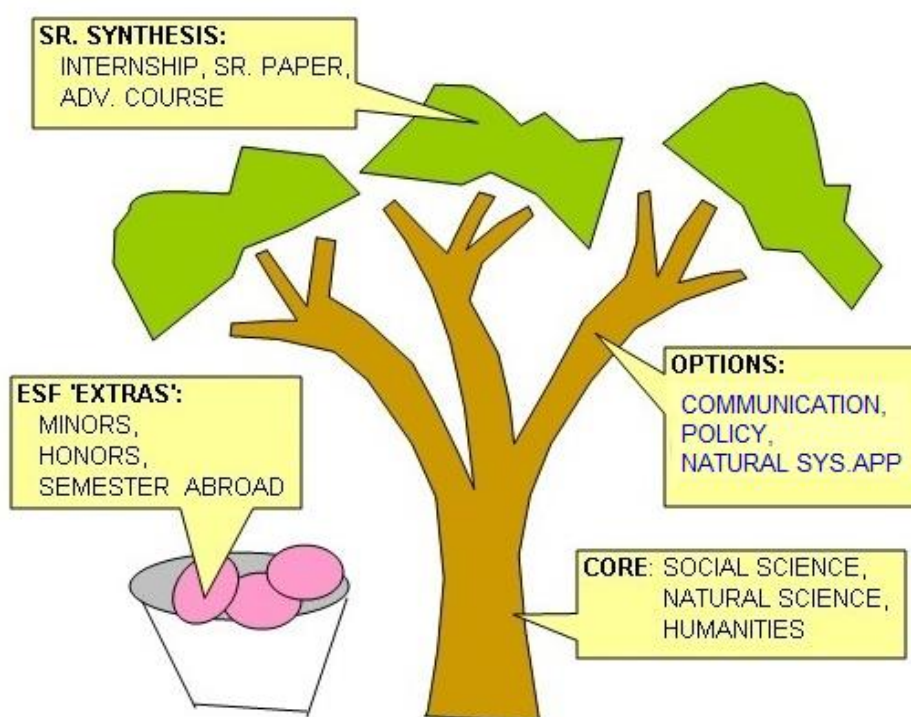 SR. SYNTHESIS:
INTERNSHIP, SR. PAPER,
ADV. COURSE
ESF 'EXTRAS':
MINORS,
HONORS,
SEMESTER ABROAD
OPTIONS:
COMMUNICATION,
POLICY,
NATURAL SYS.APP
CORE: SOCIAL SCIENCE,
NATURAL SCIENCE,
HUMANITIES